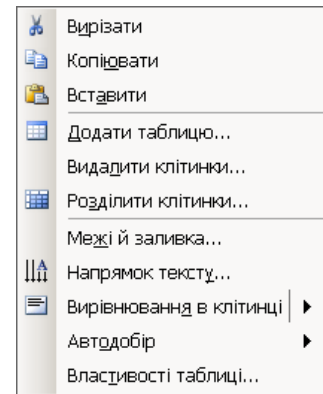 Вирізати
Копіювати
Вставити
Додати таблицю...
Видалити клітинки...
Розділити клітинки...
Межі й заливка...
Напрямок тексту...
Вирівнювання в клітинці
Автодобір
Властивості таблиці...